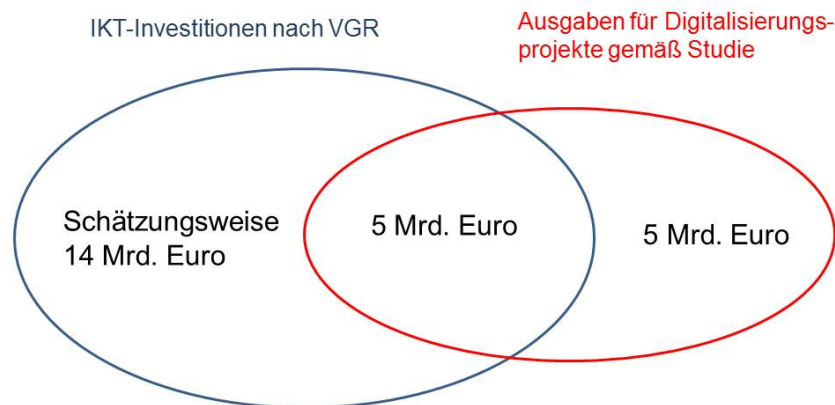 IKT-Investitionen nach VGR
Ausgaben für Digitalisierungs-
projekte gemäß Studie
Schätzungsweise
14 Mrd. Euro
5 Mrd. Euro
5 Mrd. Euro